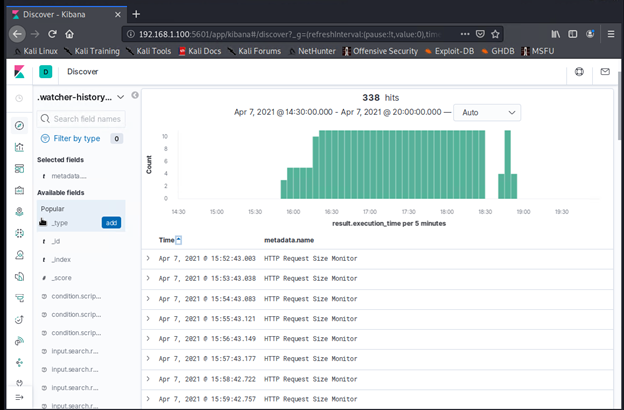 Discover - Kibana
192.168.1.100:5601/app/kibana#/discover?_g=(refreshInterval:(pause:!t,value:0),tim
Kali Linux Kali Training Kali Tools Kali Docs Kali Forums NetHunter Offensive Security Exploit-DB GHDB MSFU
D Discover
.watcher-history...
Search field names
Filter by type 0
Selected fields
t metadata....
Available fields
Popular
_type add
t _id
t _index
# _score
condition.scrip...
condition.scrip...
condition.scrip...
input.search.r...
input.search.r...
input.search.r...
input.search.r...
338 hits
Apr 7, 2021 @ 14:30:00.000 - Apr 7, 2021 @ 20:00:00.000 — Auto
Count
10
8
6
4
2
0
14:30 15:00 15:30 16:00 16:30 17:00 17:30 18:00 18:30 19:00 19:30
result.execution_time per 5 minutes
Time metadata.name
Apr 7, 2021 @ 15:52:43.003 HTTP Request Size Monitor
Apr 7, 2021 @ 15:53:43.038 HTTP Request Size Monitor
Apr 7, 2021 @ 15:54:43.083 HTTP Request Size Monitor
Apr 7, 2021 @ 15:55:43.121 HTTP Request Size Monitor
Apr 7, 2021 @ 15:56:43.149 HTTP Request Size Monitor
Apr 7, 2021 @ 15:57:43.177 HTTP Request Size Monitor
Apr 7, 2021 @ 15:58:42.722 HTTP Request Size Monitor
Apr 7, 2021 @ 15:59:42.757 HTTP Request Size Monitor